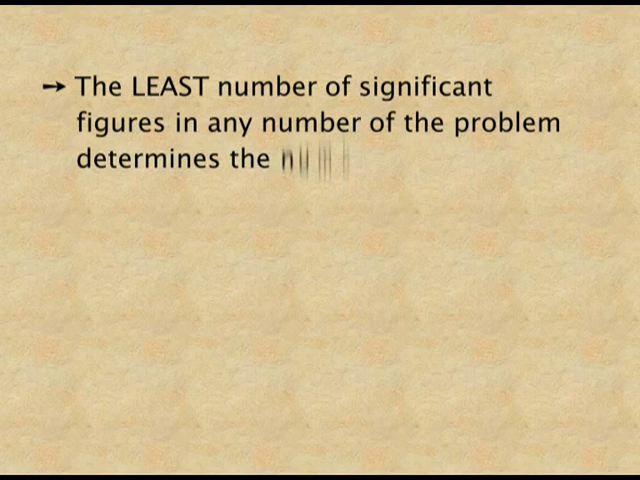 → The LEAST number of significant
figures in any number of the problem
determines the